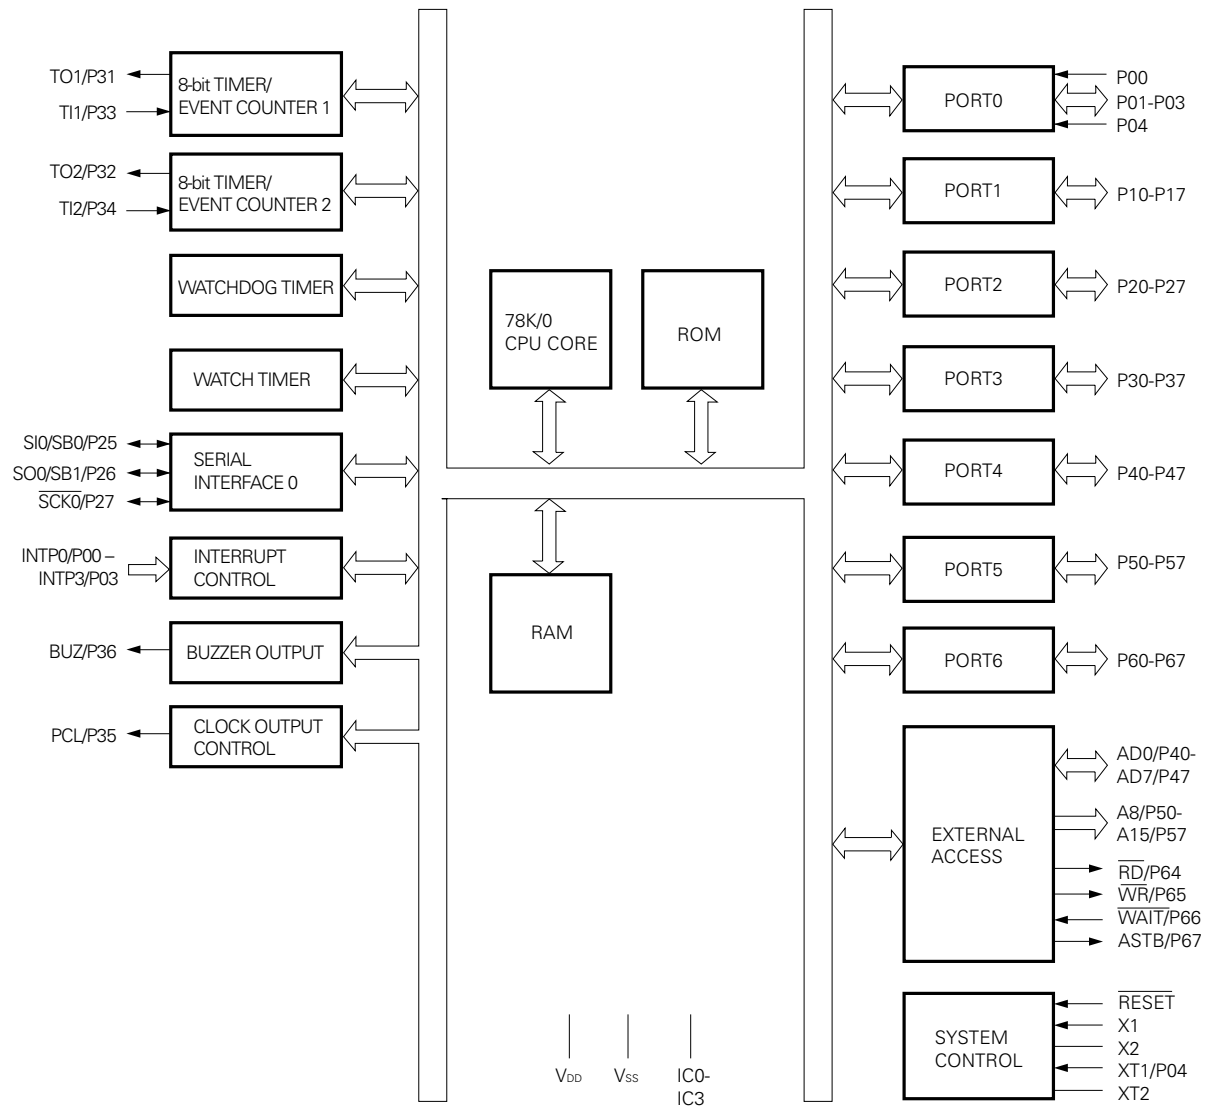 TO1/P31
TI1/P33
8-bit TIMER/
EVENT COUNTER 1
TO2/P32
TI2/P34
8-bit TIMER/
EVENT COUNTER 2
WATCHDOG TIMER
WATCH TIMER
SI0/SB0/P25
SO0/SB1/P26
SCK0/P27
SERIAL
INTERFACE 0
INTP0/P00 –
INTP3/P03
INTERRUPT
CONTROL
BUZ/P36
BUZZER OUTPUT
PCL/P35
CLOCK OUTPUT
CONTROL
78K/0
CPU CORE
ROM
RAM
VDD
VSS
IC0-
IC3
PORT0
P00
P01-P03
P04
PORT1
P10-P17
PORT2
P20-P27
PORT3
P30-P37
PORT4
P40-P47
PORT5
P50-P57
PORT6
P60-P67
EXTERNAL
ACCESS
AD0/P40-
AD7/P47
A8/P50-
A15/P57
RD/P64
WR/P65
WAIT/P66
ASTB/P67
SYSTEM
CONTROL
RESET
X1
X2
XT1/P04
XT2